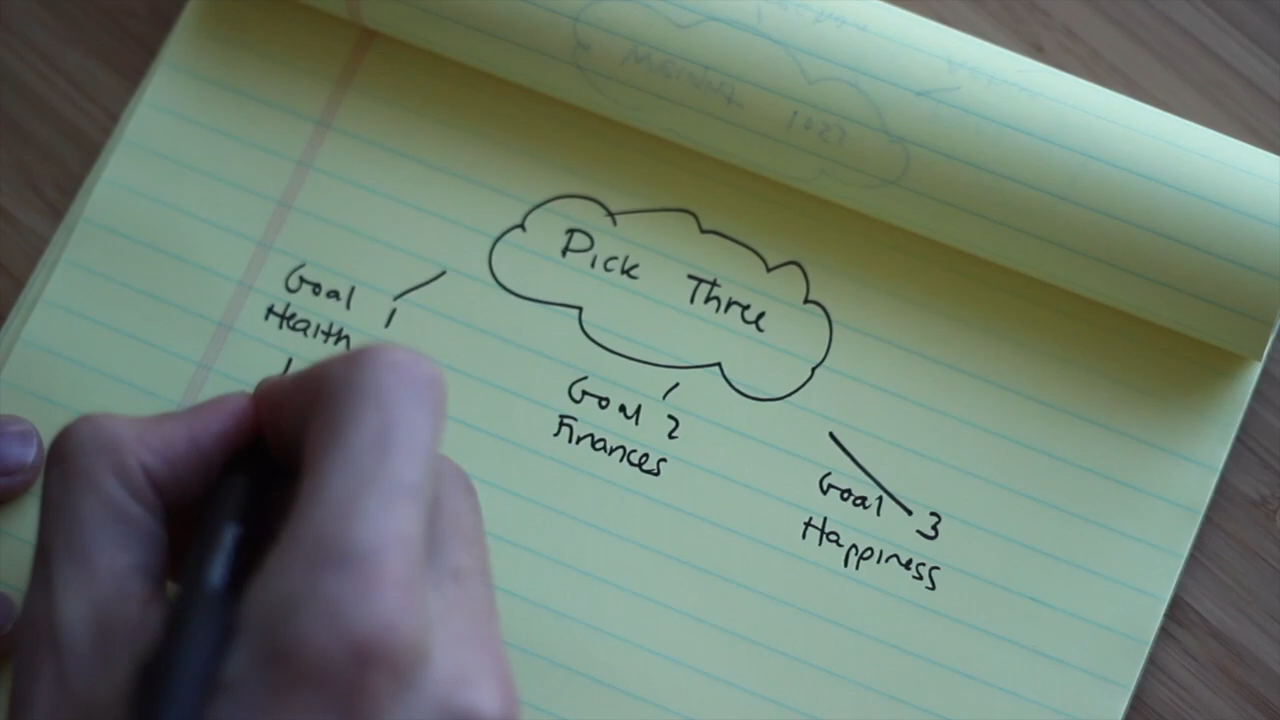 Pick Three
Goal 1
Health
Goal 2
Finances
Goal 3
Happiness